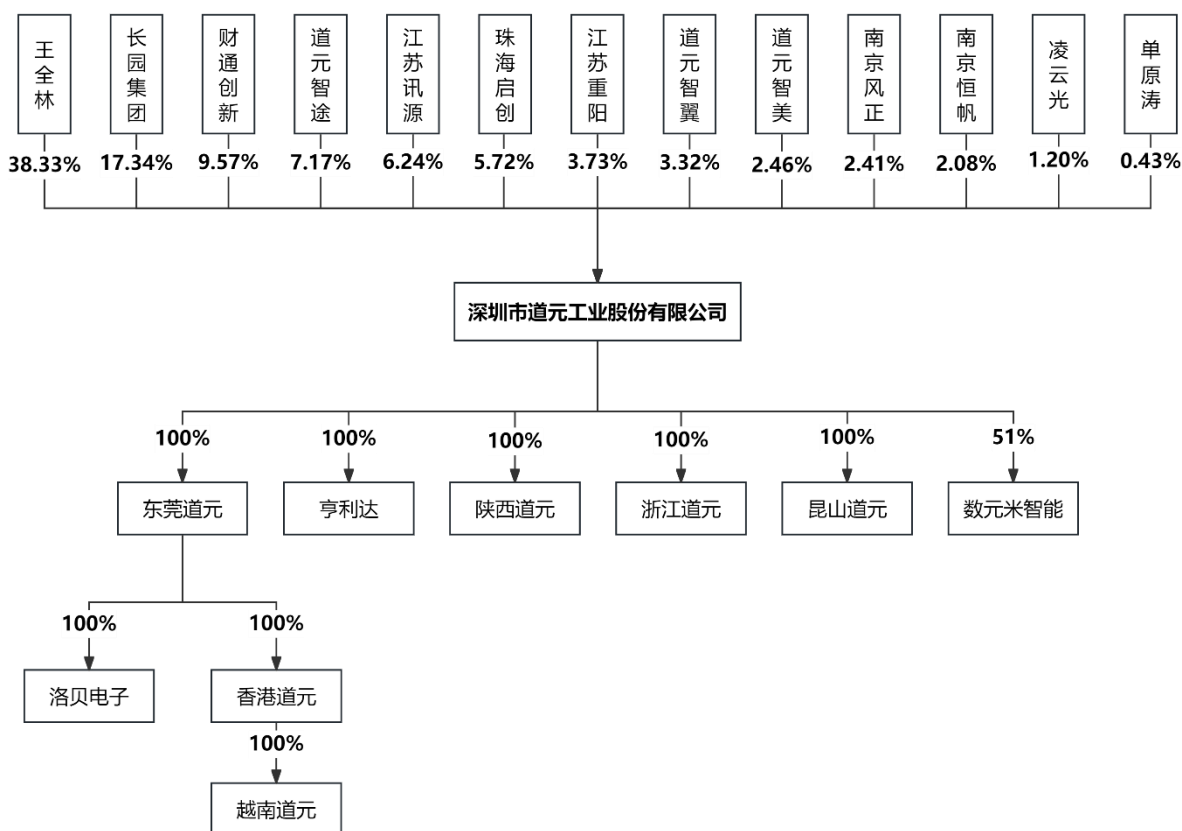 王全林
长园集团
财通创新
道元智途
江苏讯源
珠海启创
江苏重阳
道元智翼
道元智美
南京风正
南京恒帆
凌云光
单原涛
38.33%
17.34%
9.57%
7.17%
6.24%
5.72%
3.73%
3.32%
2.46%
2.41%
2.08%
1.20%
0.43%
深圳市道元工业股份有限公司
100%
100%
100%
100%
100%
51%
东莞道元
亨利达
陕西道元
浙江道元
昆山道元
数元米智能
100%
100%
洛贝电子
香港道元
100%
越南道元